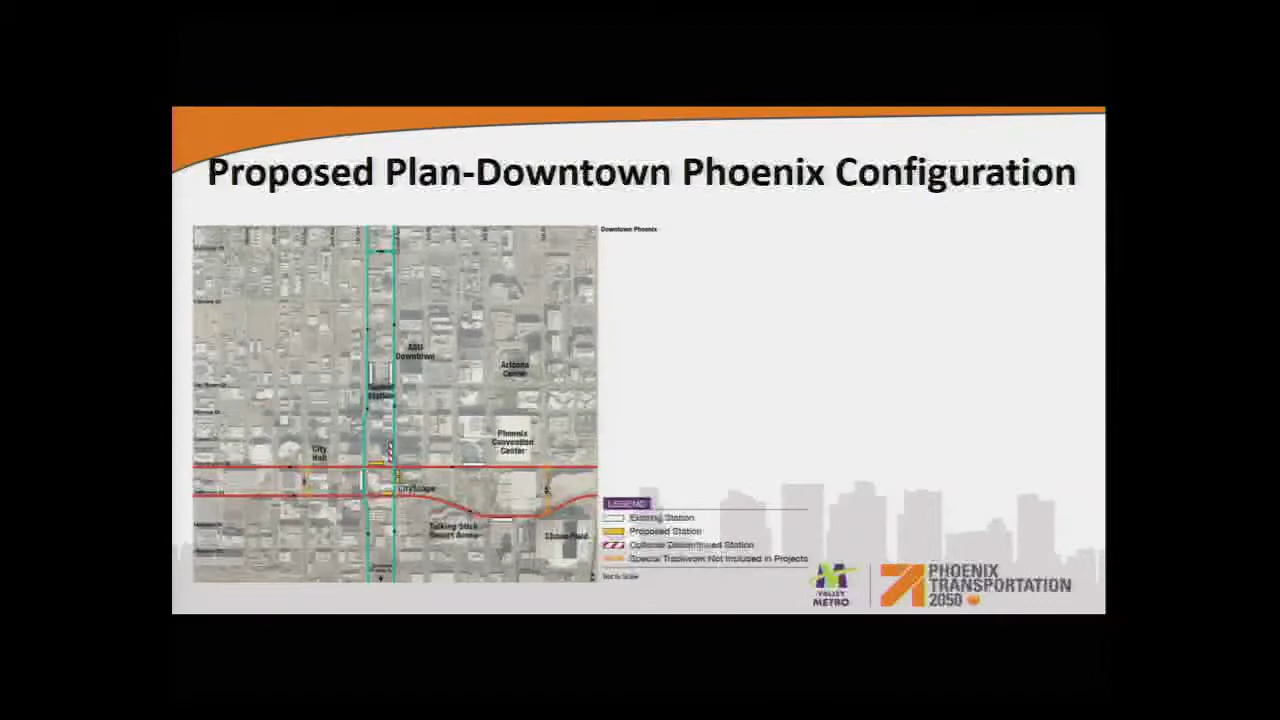 Proposed Plan-Downtown Phoenix Configuration
Downtown Phoenix
ASU
Downtown
Arizona
Center
Station
Phoenix
Convention
Center
City
Hall
CityScape
Talking Stick
Resort Arena
Chase Field
LEGEND
Existing Station
Proposed Station
Optional Discontinued Station
Special Trackwork Not Included in Projects
Not to Scale
VALLEY
METRO
PHOENIX
TRANSPORTATION
2050